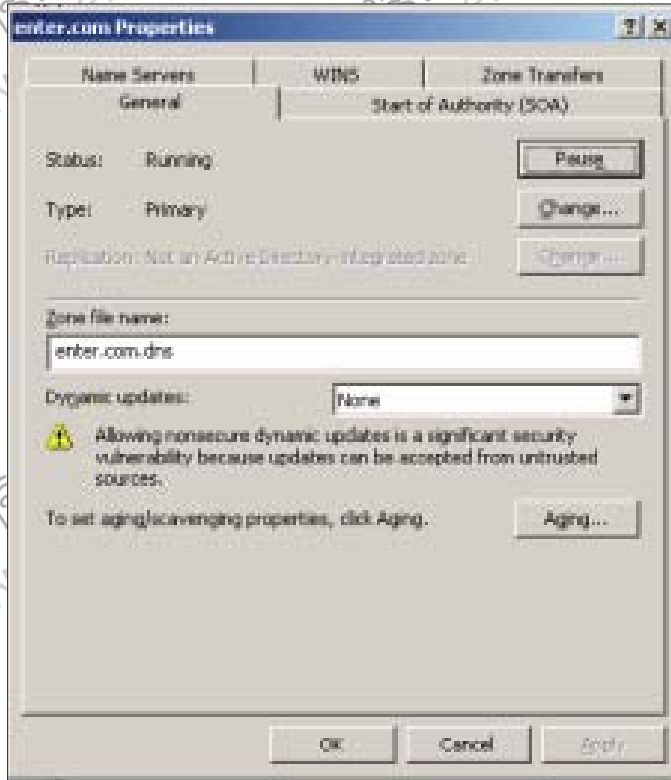 enter.com Properties
Name Servers WINS Zone Transfers
General Start of Authority (SOA)
Status: Running Pause
Type: Primary Change...
Replication: Not an Active Directory-integrated zone Change...
Zone file name:
enter.com.dns
Dynamic updates: None
Allowing nonsecure dynamic updates is a significant security
vulnerability because updates can be accepted from untrusted
sources.
To set aging/scavenging properties, click Aging. Aging...
OK Cancel Apply